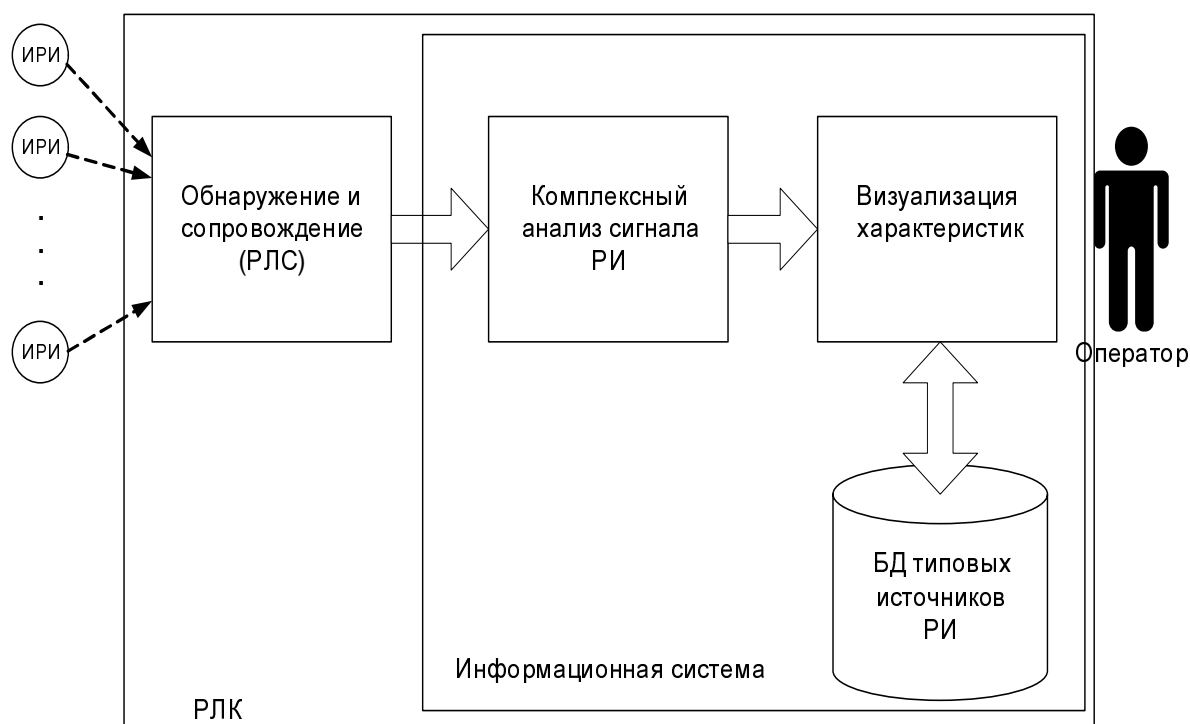 ИРИ
ИРИ
.
.
.
ИРИ
Обнаружение и
сопровождение
(РЛС)
Комплексный
анализ сигнала
РИ
Визуализация
характеристик
Оператор
БД типовых
источников
РИ
Информационная система
РЛК